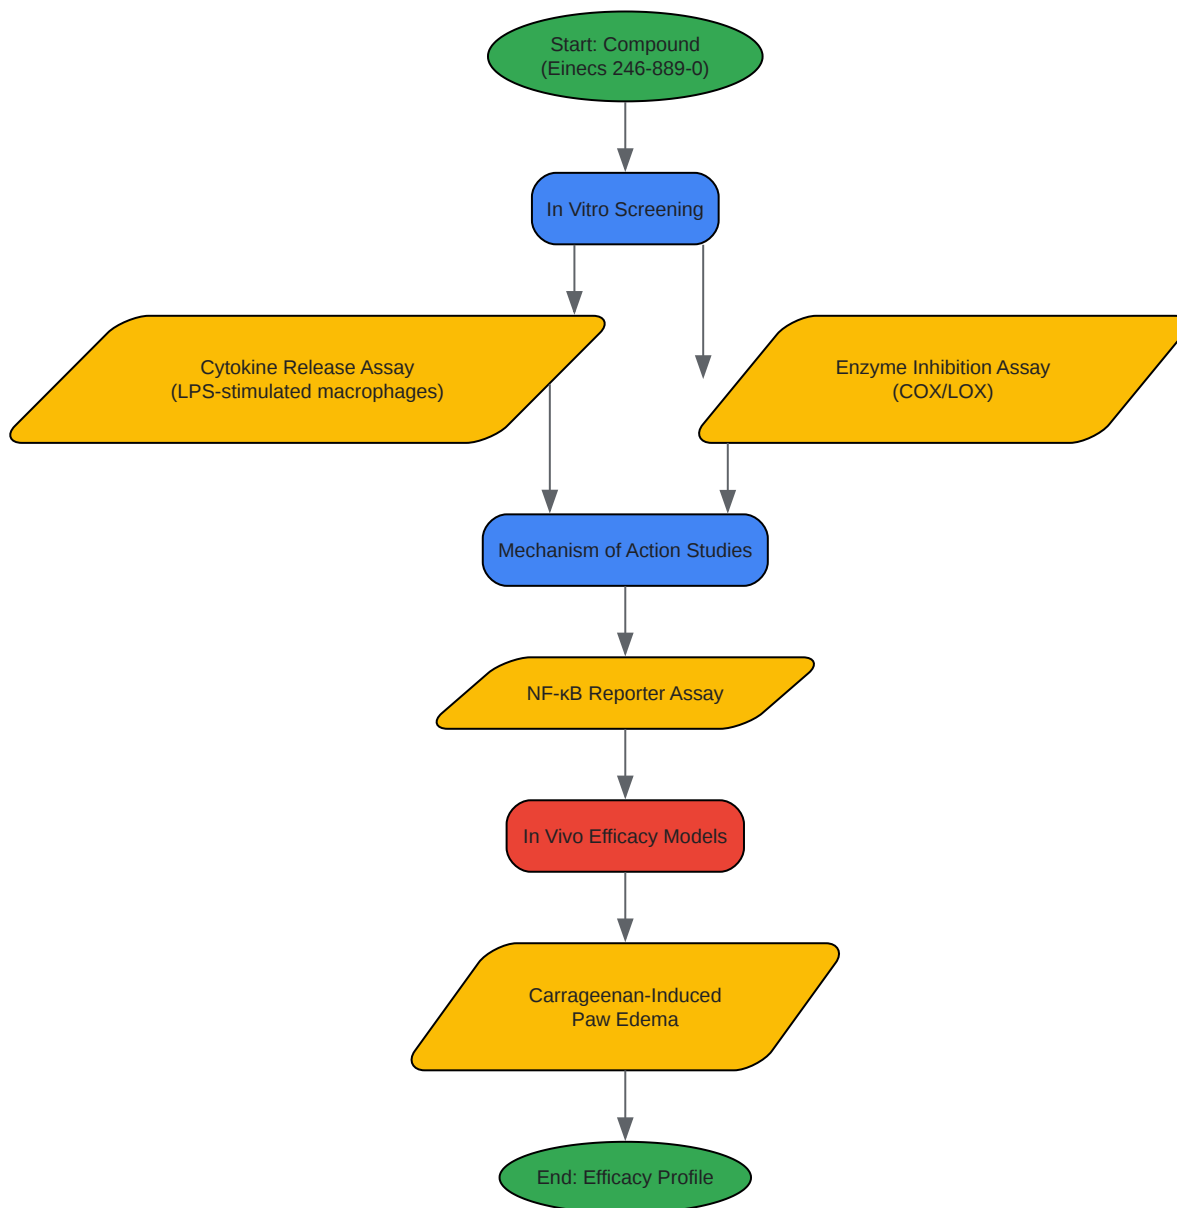 Start: Compound
(Einecs 246-889-0)
In Vitro Screening
Cytokine Release Assay
(LPS-stimulated macrophages)
Enzyme Inhibition Assay
(COX/LOX)
Mechanism of Action Studies
NF-κB Reporter Assay
In Vivo Efficacy Models
Carrageenan-Induced
Paw Edema
End: Efficacy Profile